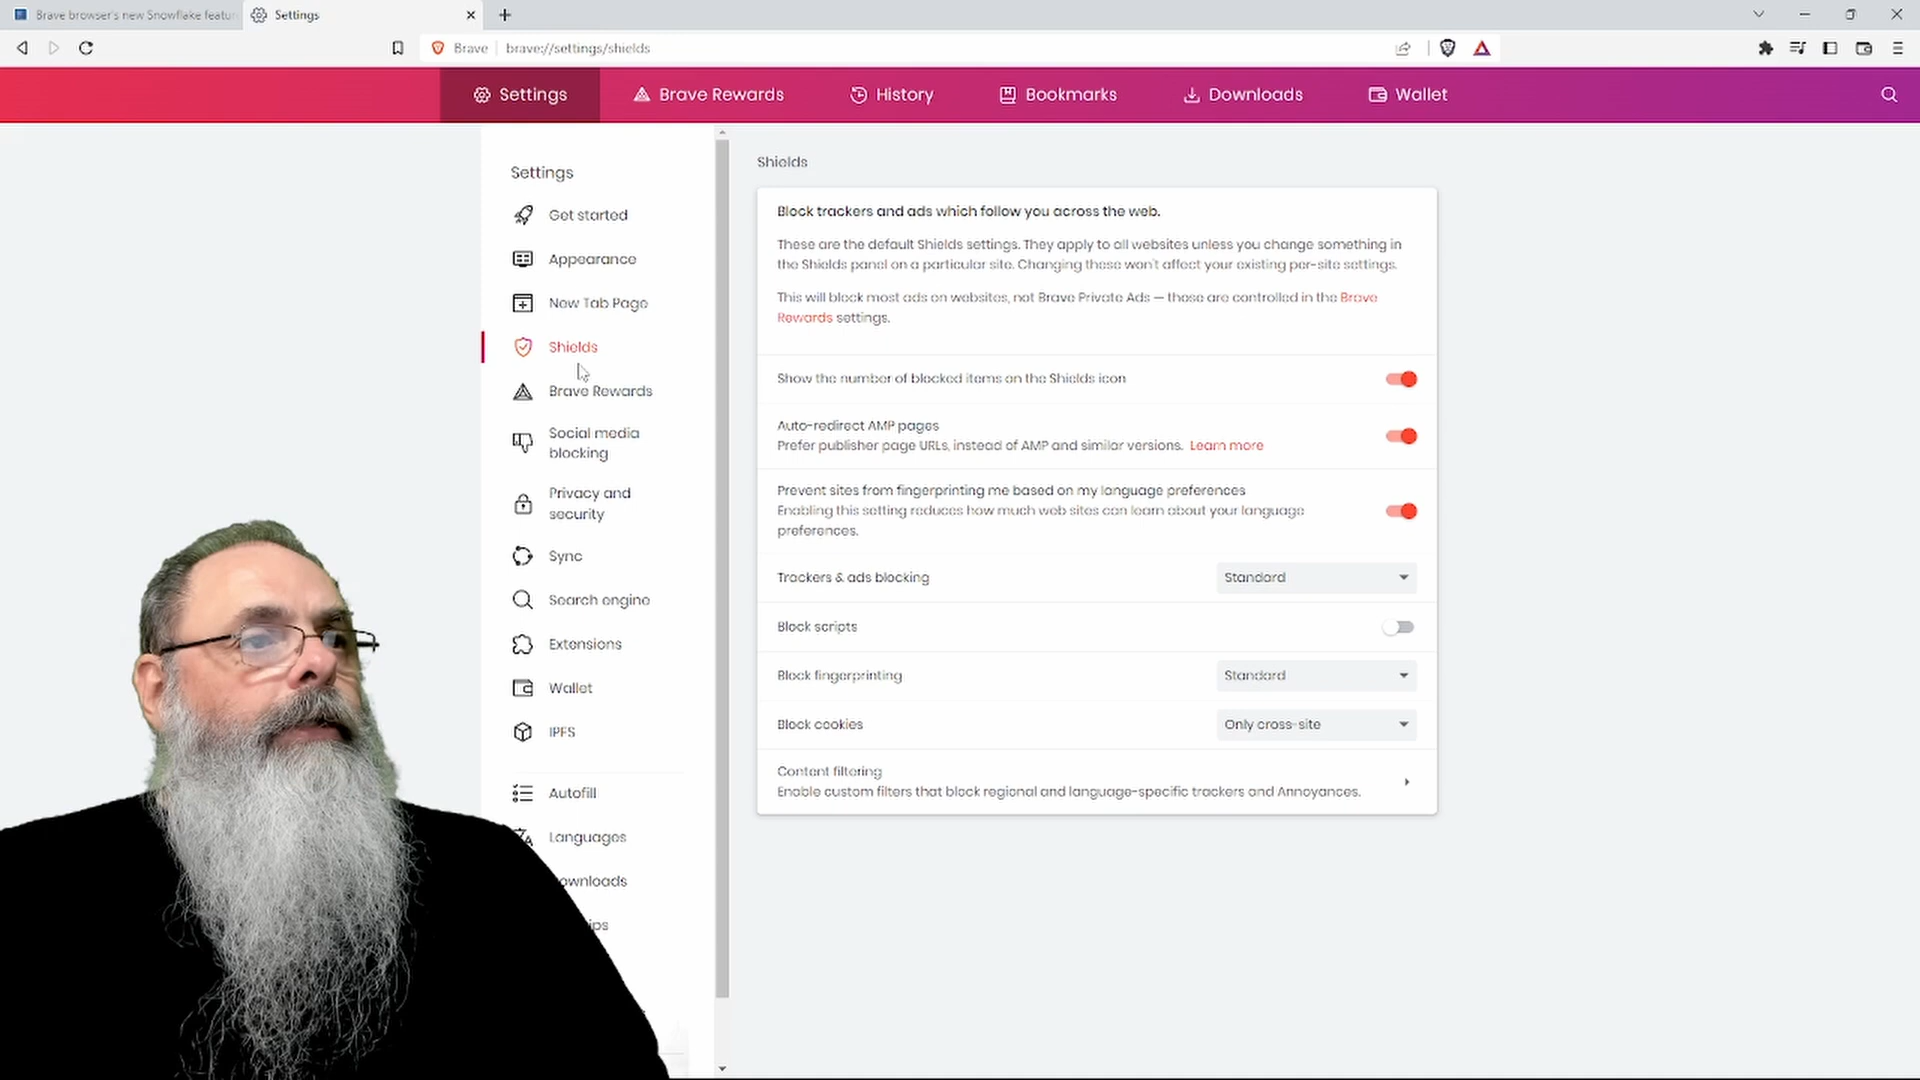 Brave browser's new Snowflake featur
Settings
Brave
brave://settings/shields
Settings
Brave Rewards
History
Bookmarks
Downloads
Wallet
Settings
Get started
Appearance
New Tab Page
Shields
Brave Rewards
Social media
blocking
Privacy and
security
Sync
Search engine
Extensions
Wallet
IPFS
Autofill
Languages
ownloads
ips
Shields
Block trackers and ads which follow you across the web.
These are the default Shields settings. They apply to all websites unless you change something in
the Shields panel on a particular site. Changing these won't affect your existing per-site settings.
This will block most ads on websites, not Brave Private Ads — those are controlled in the Brave
Rewards settings.
Show the number of blocked items on the Shields icon
Auto-redirect AMP pages
Prefer publisher page URLs, instead of AMP and similar versions. Learn more
Prevent sites from fingerprinting me based on my language preferences
Enabling this setting reduces how much web sites can learn about your language
preferences.
Trackers & ads blocking
Standard
Block scripts
Block fingerprinting
Standard
Block cookies
Only cross-site
Content filtering
Enable custom filters that block regional and language-specific trackers and Annoyances.